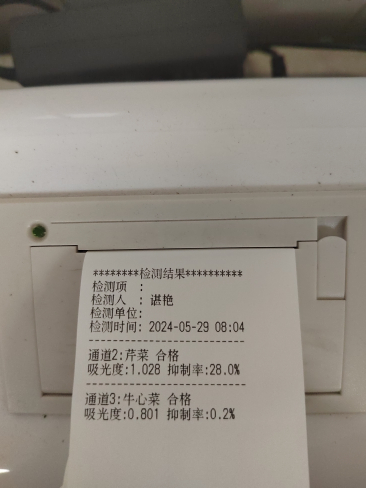 ********检测结果**********
检测项  :
检测人  : 谌艳
检测单位:
检测时间: 2024-05-29 08:04
------------------------------
通道2:芹菜 合格
吸光度:1.028 抑制率:28.0%
------------------------------
通道3:牛心菜 合格
吸光度:0.801 抑制率:0.2%